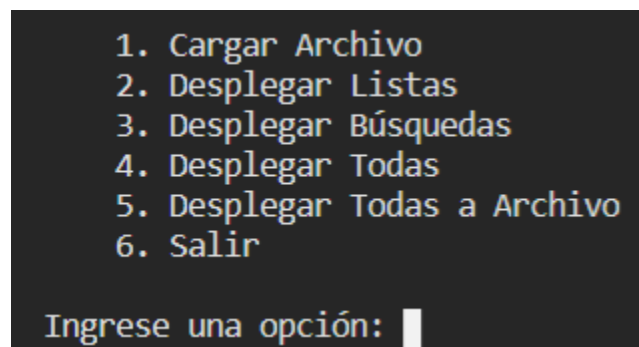 1. Cargar Archivo
2. Desplegar Listas
3. Desplegar Búsquedas
4. Desplegar Todas
5. Desplegar Todas a Archivo
6. Salir
Ingrese una opción: